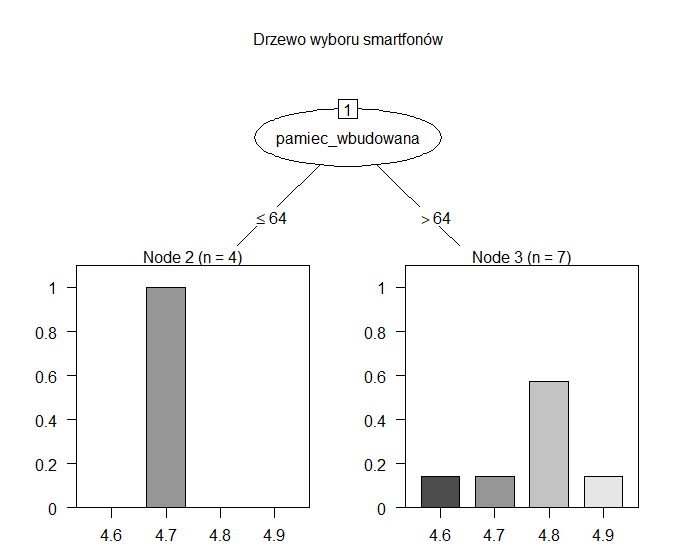 Drzewo wyboru smartfonów
1
pamiec_wbudowana
≤ 64
> 64
Node 2 (n = 4)
1
0.8
0.6
0.4
0.2
0
4.6 4.7 4.8 4.9
Node 3 (n = 7)
1
0.8
0.6
0.4
0.2
0
4.6 4.7 4.8 4.9